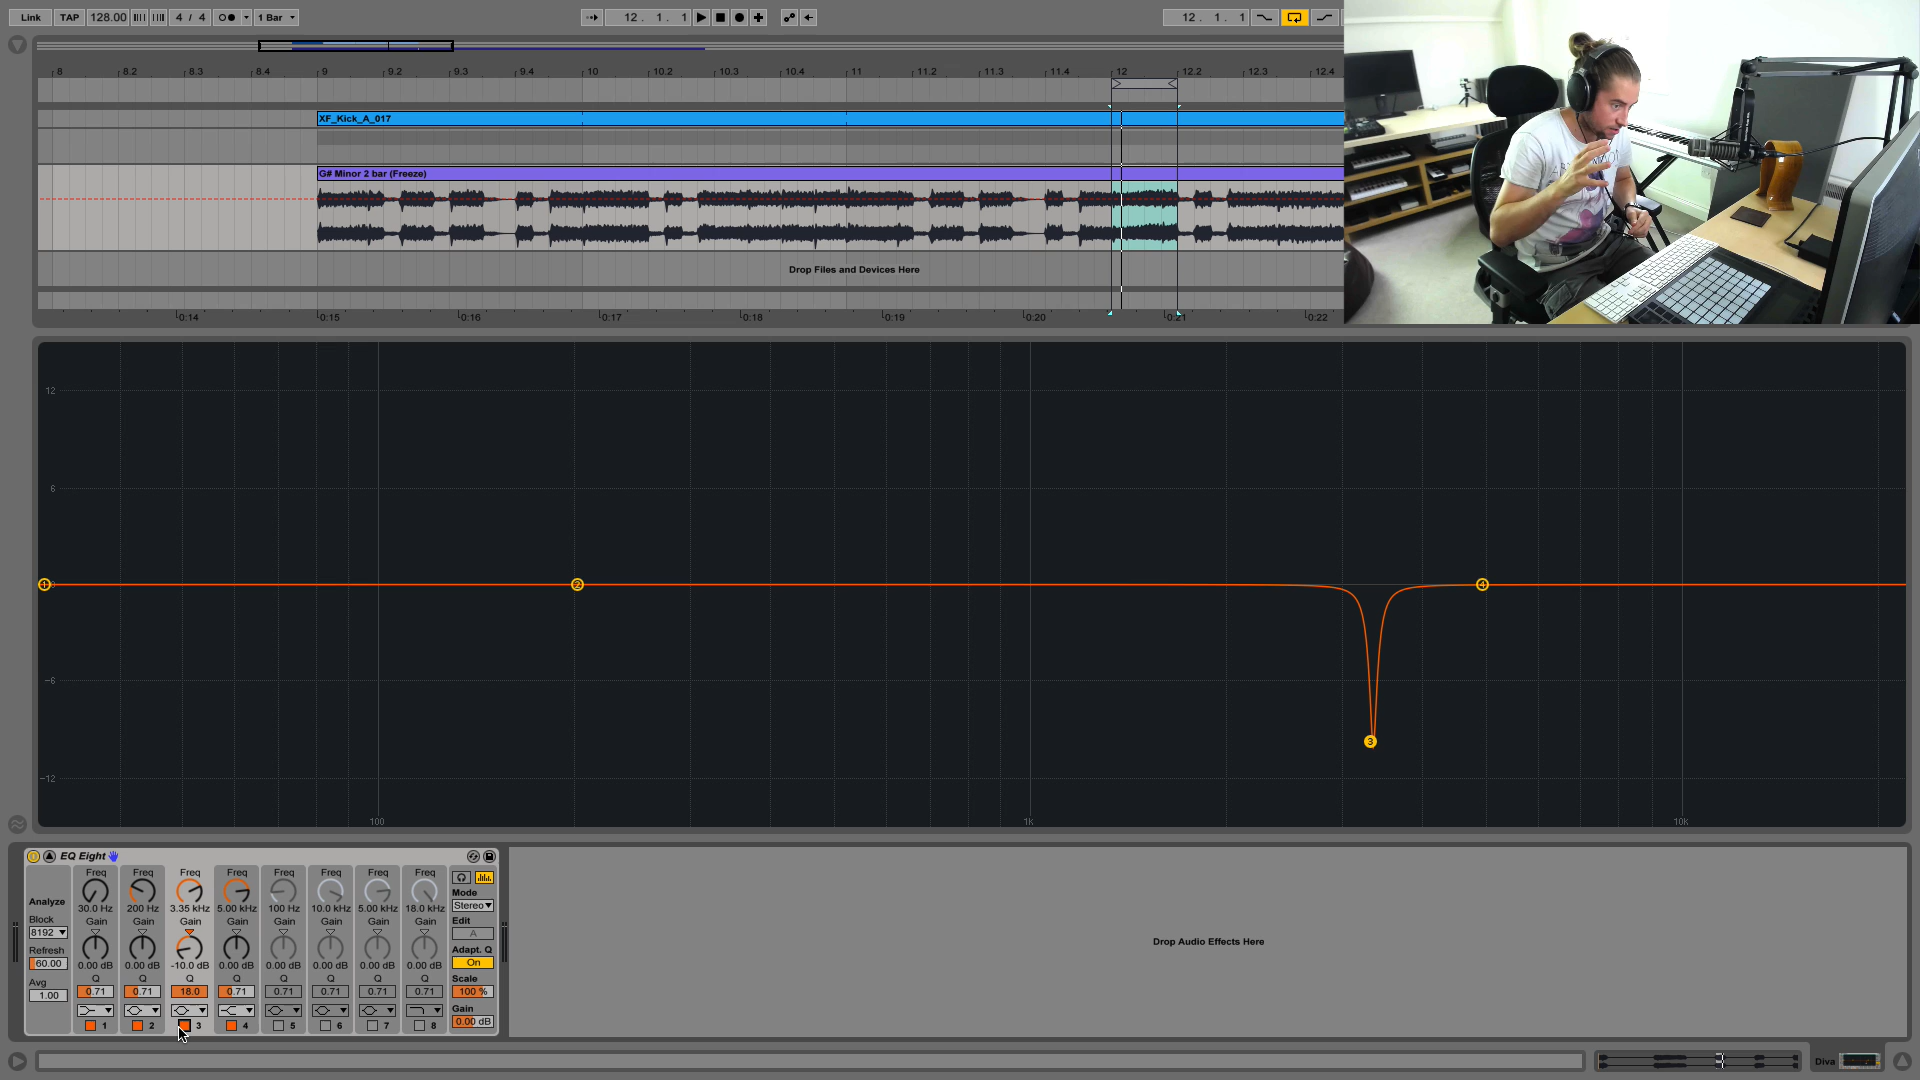 Link TAP 128.00 4 / 4 1 Bar 12. 1. 1 12. 1. 1
8 8.2 8.3 8.4 9 9.2 9.3 9.4 10 10.2 10.3 10.4 11 11.2 11.3 11.4 12 12.2 12.3 12.4
XF_Kick_A_017
G# Minor 2 bar (Freeze)
Drop Files and Devices Here
0:14 0:15 0:16 0:17 0:18 0:19 0:20 0:21 0:22
12
6
1 0 2 4
-6
3
-12
100 1k 10k
EQ Eight
Freq Freq Freq Freq Freq Freq Freq Freq
Mode
Analyze 30.0 Hz 200 Hz 3.35 kHz 5.00 kHz 100 Hz 10.0 kHz 5.00 kHz 18.0 kHz Stereo
Block Gain Gain Gain Gain Gain Gain Gain Gain Edit
8192 A
Refresh Adapt. Q
60.00 0.00 dB 0.00 dB -10.0 dB 0.00 dB 0.00 dB 0.00 dB 0.00 dB 0.00 dB On
Avg Q Q Q Q Q Q Q Q Scale
1.00 0.71 0.71 18.0 0.71 0.71 0.71 0.71 0.71 100 %
Gain
1 2 3 4 5 6 7 8 0.00 dB
Drop Audio Effects Here
Diva